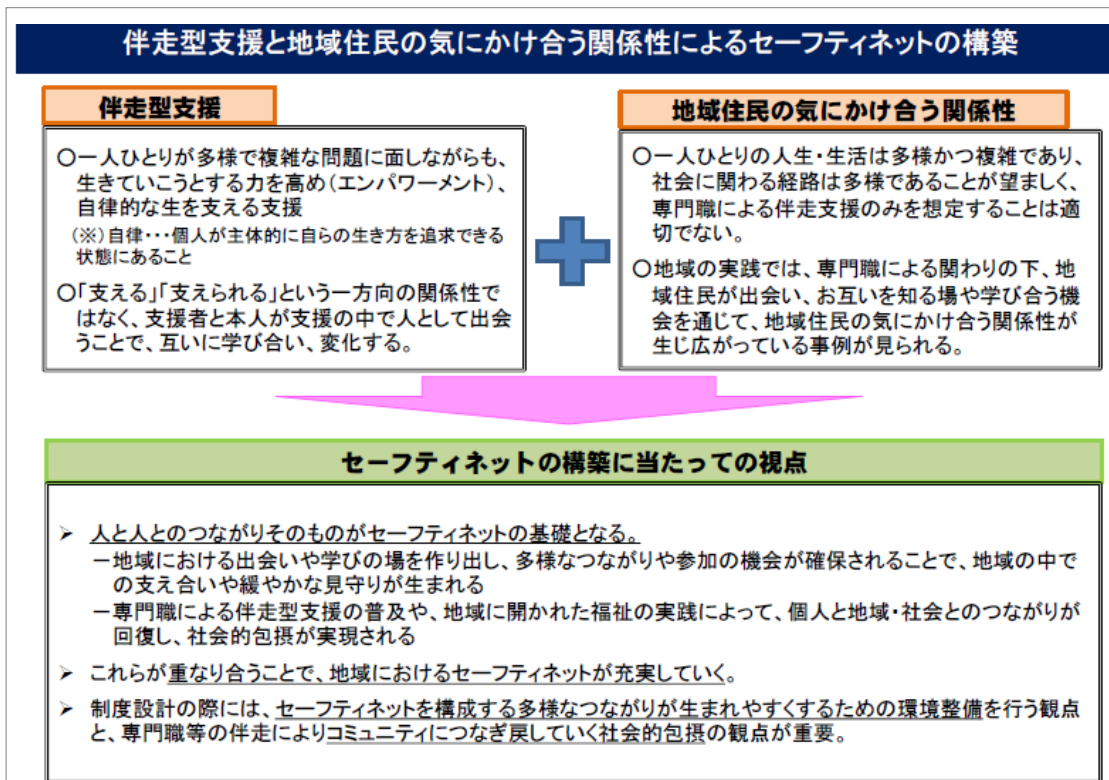 伴走型支援と地域住民の気にかけ合う関係性によるセーフティネットの構築
伴走型支援
○一人ひとりが多様で複雑な問題に面しながらも、
生きていこうとする力を高め(エンパワーメント)、
自律的な生を支える支援
(※)自律・・・個人が主体的に自らの生き方を追求できる
状態にあること
○「支える」「支えられる」という一方向の関係性で
はなく、支援者と本人が支援の中で人として出会
うことで、互いに学び合い、変化する。
地域住民の気にかけ合う関係性
○一人ひとりの人生・生活は多様かつ複雑であり、
社会に関わる経路は多様であることが望ましく、
専門職による伴走支援のみを想定することは適
切でない。
○地域の実践では、専門職による関わりの下、地
域住民が出会い、お互いを知る場や学び合う機
会を通じて、地域住民の気にかけ合う関係性が
生じ広がっている事例が見られる。
セーフティネットの構築に当たっての視点
➢ 人と人とのつながりそのものがセーフティネットの基礎となる。
－地域における出会いや学びの場を作り出し、多様なつながりや参加の機会が確保されることで、地域の中で
の支え合いや緩やかな見守りが生まれる
－専門職による伴走型支援の普及や、地域に開かれた福祉の実践によって、個人と地域・社会とのつながりが
回復し、社会的包摂が実現される
➢ これらが重なり合うことで、地域におけるセーフティネットが充実していく。
➢ 制度設計の際には、セーフティネットを構成する多様なつながりが生まれやすくするための環境整備を行う観点
と、専門職等の伴走によりコミュニティにつなぎ戻していく社会的包摂の観点が重要。